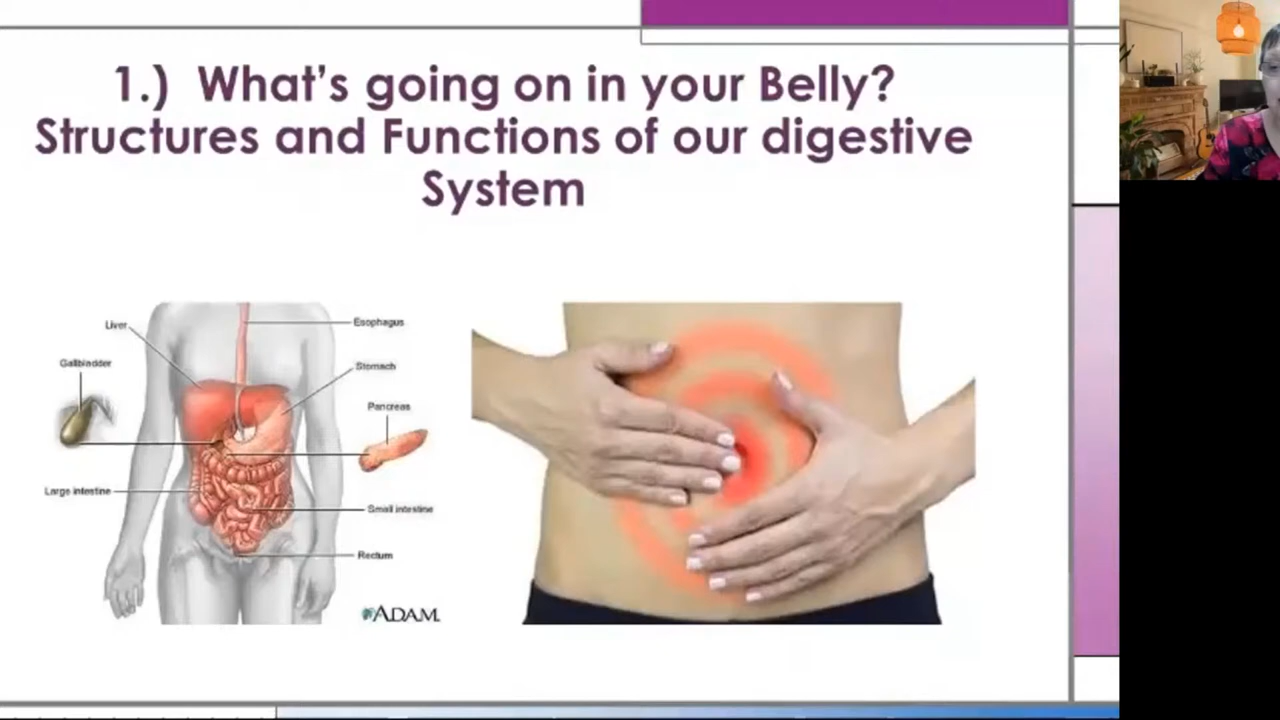 1.) What's going on in your Belly?
Structures and Functions of our digestive
System
Liver
Esophagus
Gallbladder
Stomach
Pancreas
Large intestine
Small intestine
Rectum
ADAM.